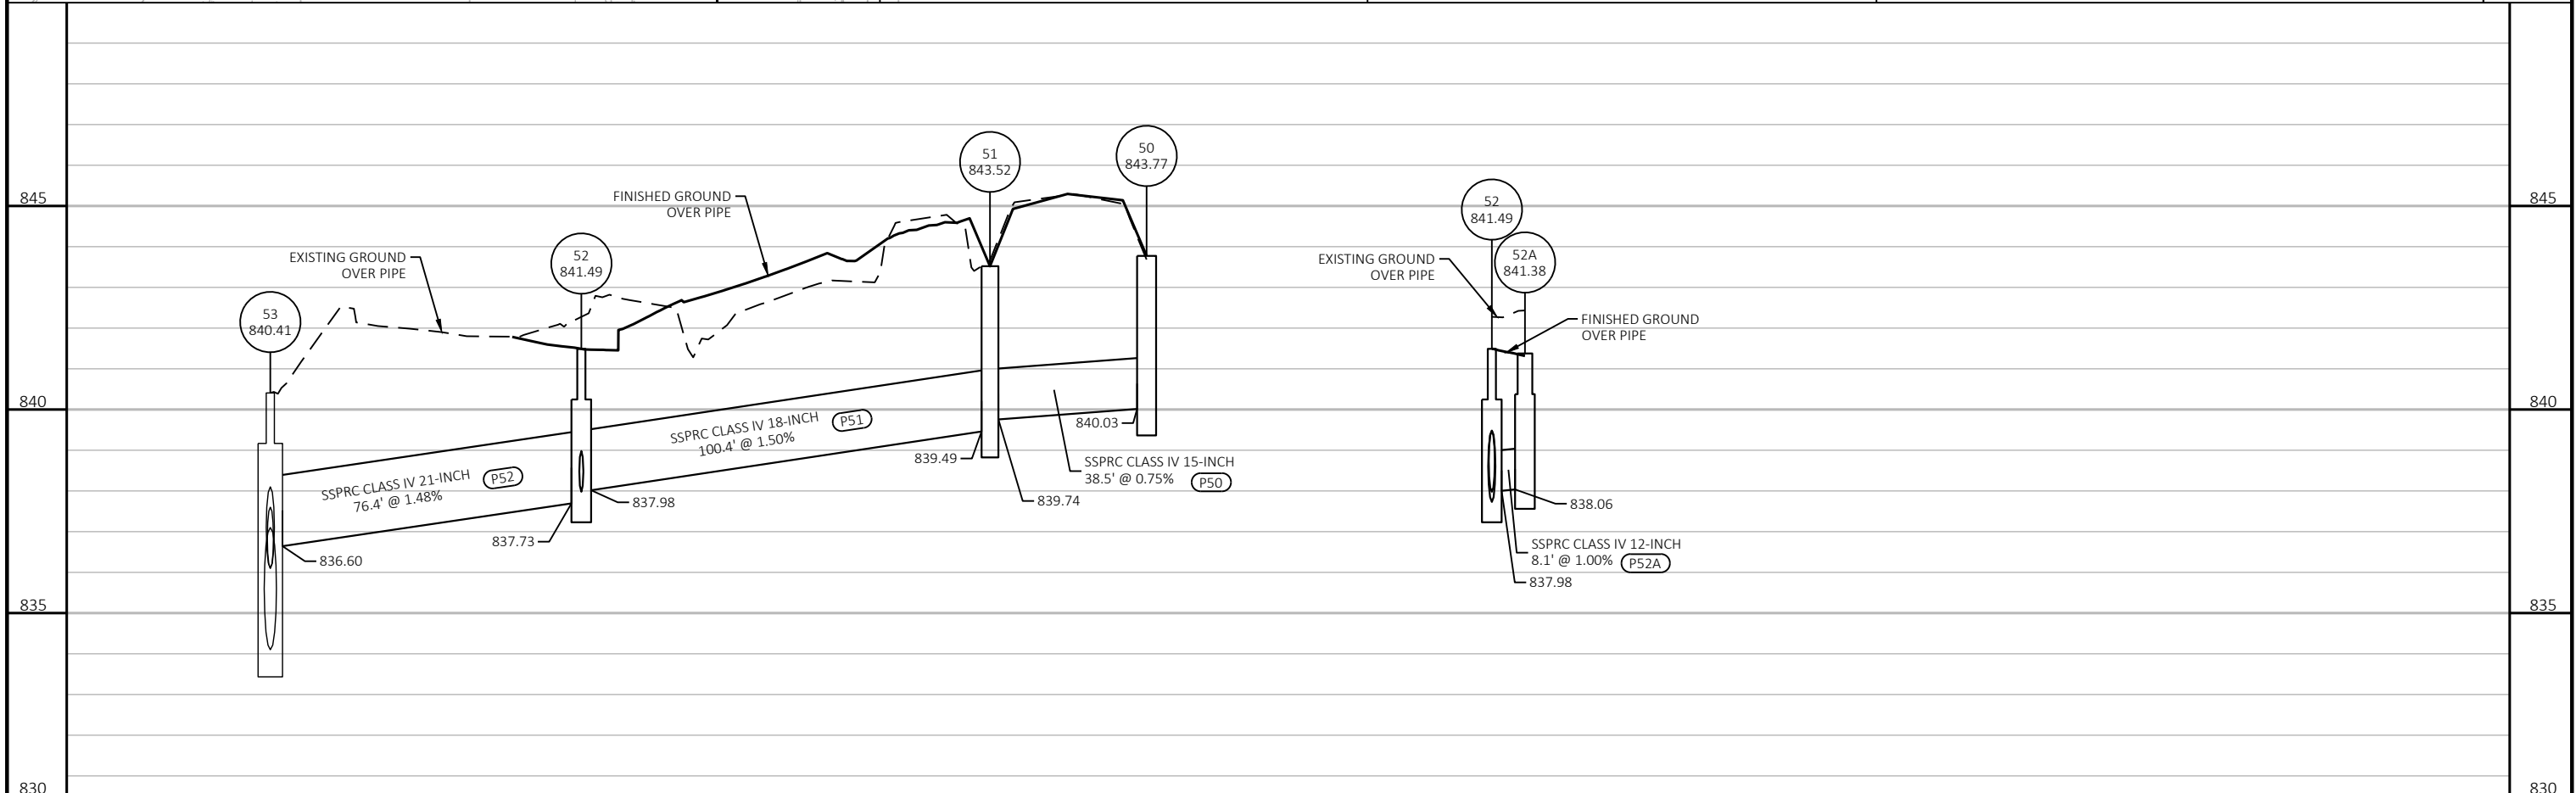 50
843.77
51
843.52
52
841.49
845
FINISHED GROUND
OVER PIPE
845
52
841.49
52A
841.38
EXISTING GROUND
OVER PIPE
EXISTING GROUND
OVER PIPE
53
840.41
FINISHED GROUND
OVER PIPE
840
840
SSPRC CLASS IV 18-INCH
100.4' @ 1.50%
P51
840.03
839.49
SSPRC CLASS IV 15-INCH
38.5' @ 0.75%
P50
SSPRC CLASS IV 21-INCH
76.4' @ 1.48%
P52
837.98
839.74
838.06
837.73
836.60
SSPRC CLASS IV 12-INCH
8.1' @ 1.00%
P52A
837.98
835
835
830
830